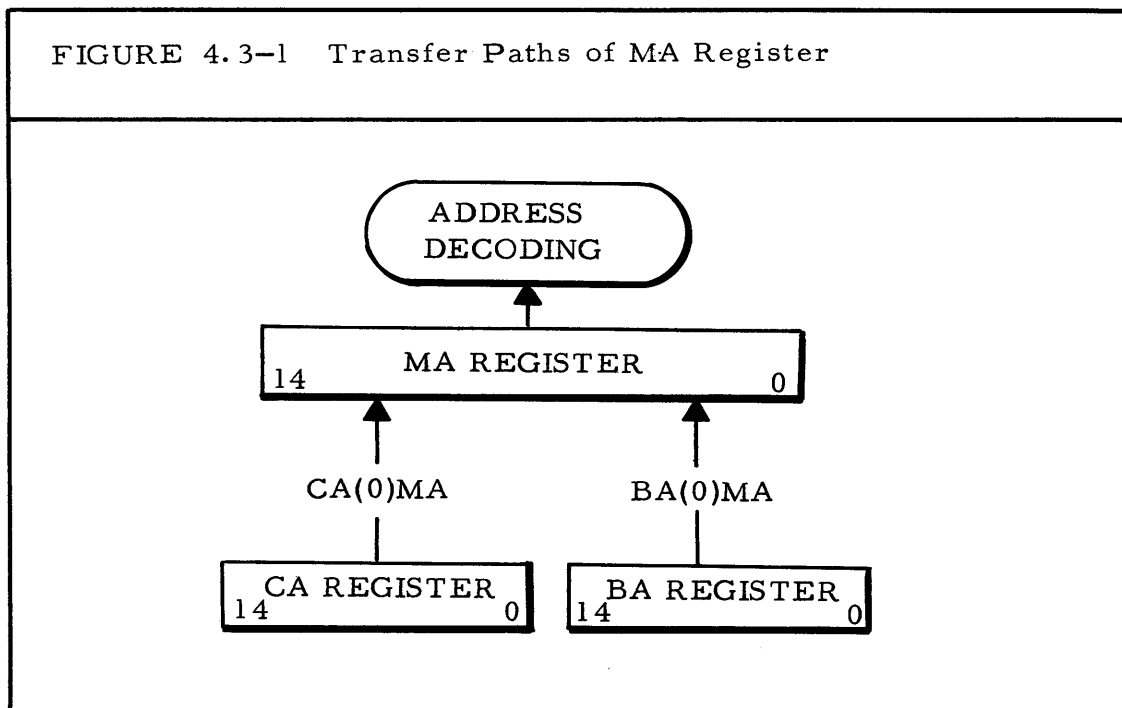 FIGURE 4.3-1 Transfer Paths of MA Register
ADDRESS
DECODING
MA REGISTER
14 0
CA(0)MA BA(0)MA
CA REGISTER BA REGISTER
14 0 14 0